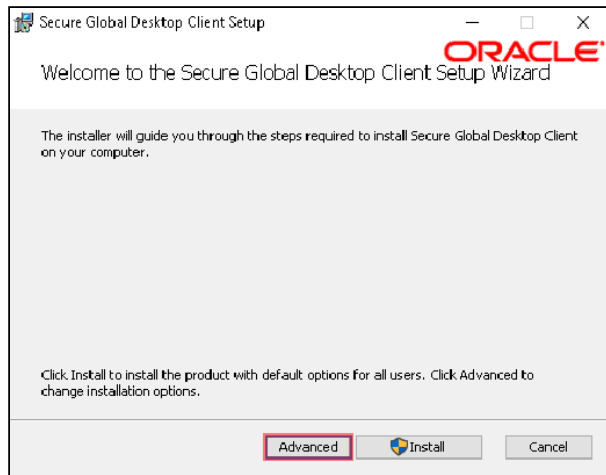 Secure Global Desktop Client Setup
ORACLE
Welcome to the Secure Global Desktop Client Setup Wizard
The installer will guide you through the steps required to install Secure Global Desktop Client
on your computer.
Click Install to install the product with default options for all users. Click Advanced to
change installation options.
Advanced Install Cancel